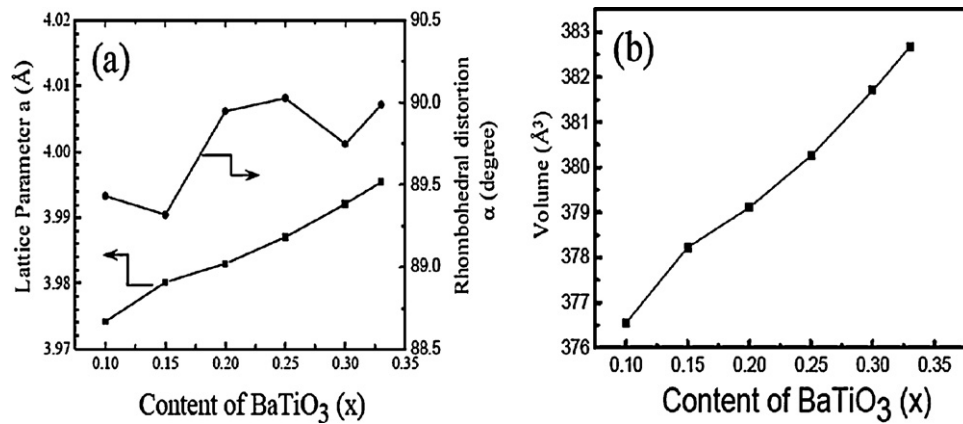 (a)
Lattice Parameter a (Å)
4.02
4.01
4.00
3.99
3.98
3.97
90.5
90.0
89.5
89.0
88.5
Rhombohedral distortion
α (degree)
0.10 0.15 0.20 0.25 0.30 0.35
Content of BaTiO₃ (x)
(b)
Volume (Å³)
383
382
381
380
379
378
377
376
0.10 0.15 0.20 0.25 0.30 0.35
Content of BaTiO₃ (x)